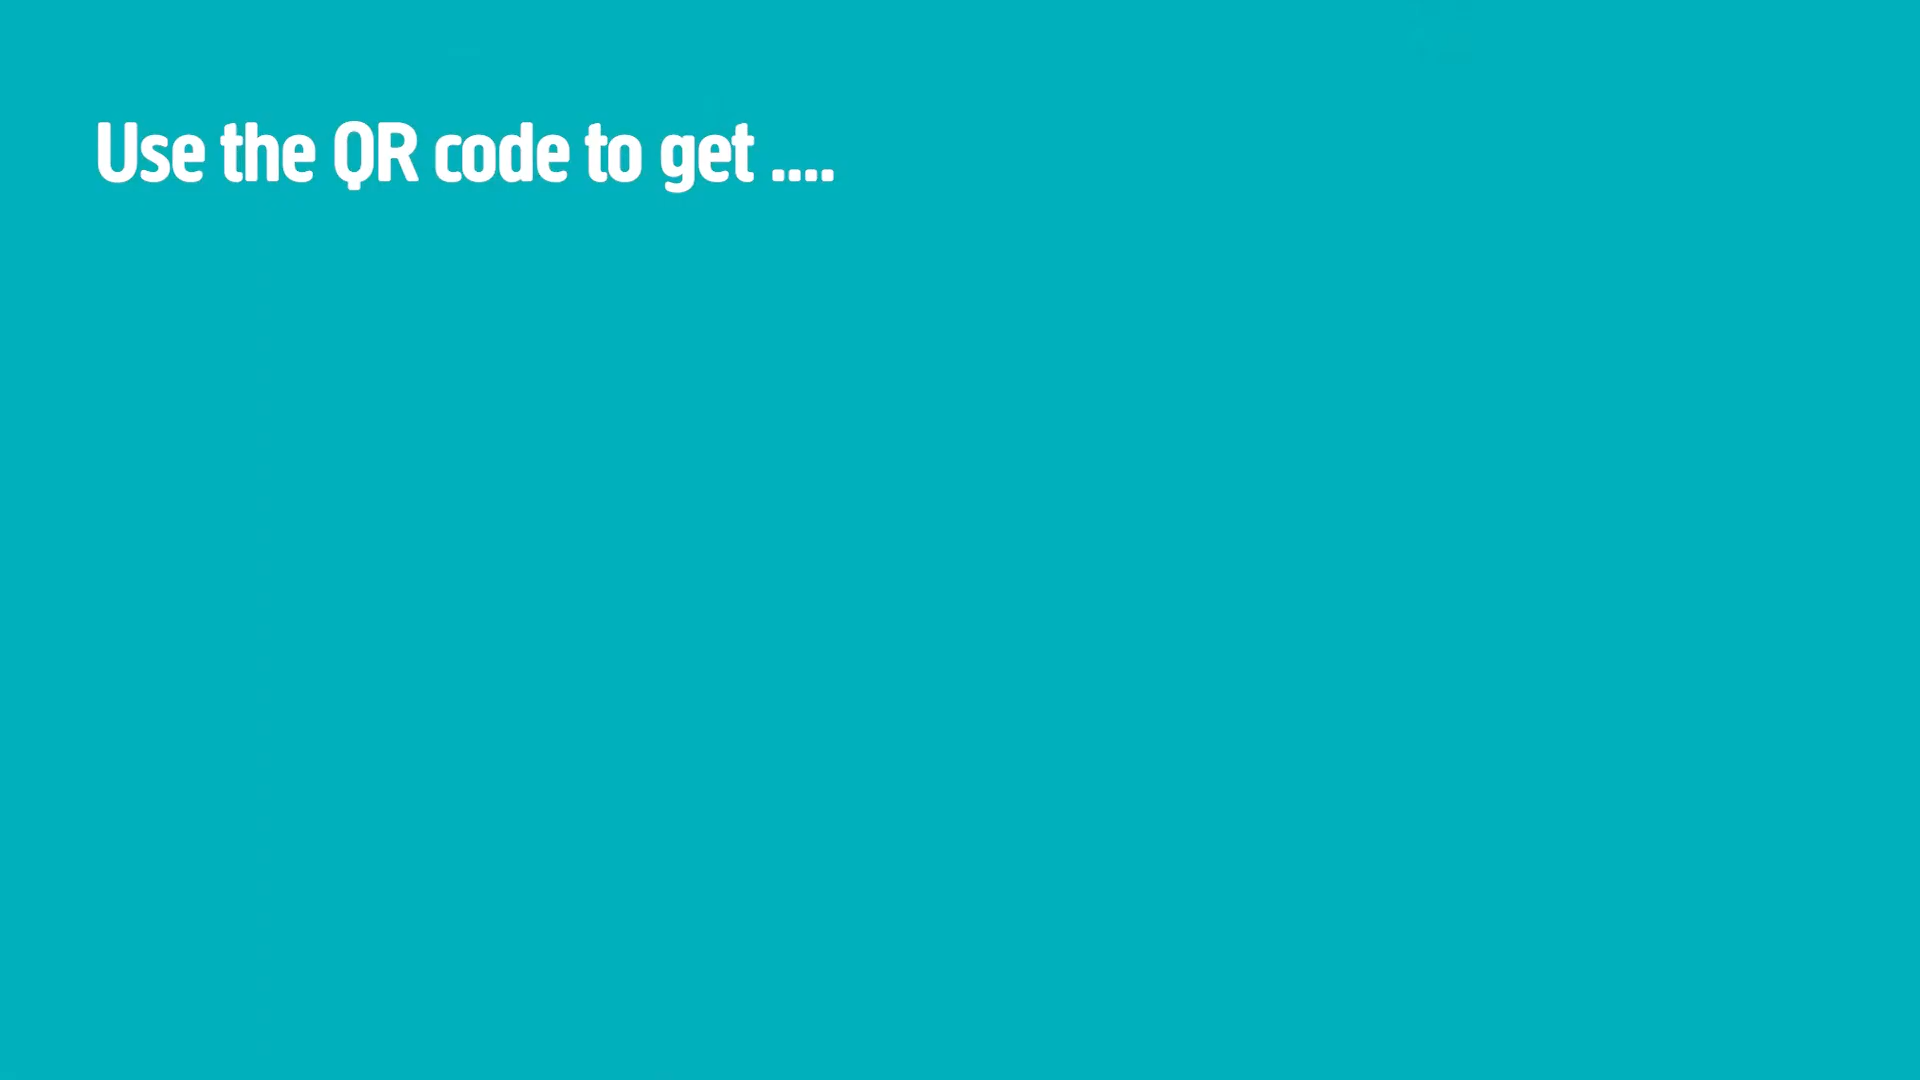 Use the QR code to get ....